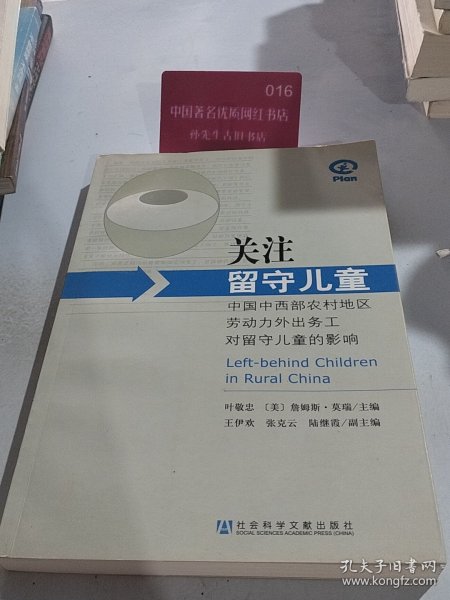 016
中国著名优质网红书店
孙先生古旧书店
Plan
关注
留守儿童
中国中西部农村地区
劳动力外出务工
对留守儿童的影响
Left-behind Children
in Rural China
叶敬忠 〔美〕詹姆斯·莫瑞/主编
王伊欢 张克云 陆继霞/副主编
社会科学文献出版社
SOCIAL SCIENCES ACADEMIC PRESS (CHINA)
孔夫子旧书网
www.kongfz.com